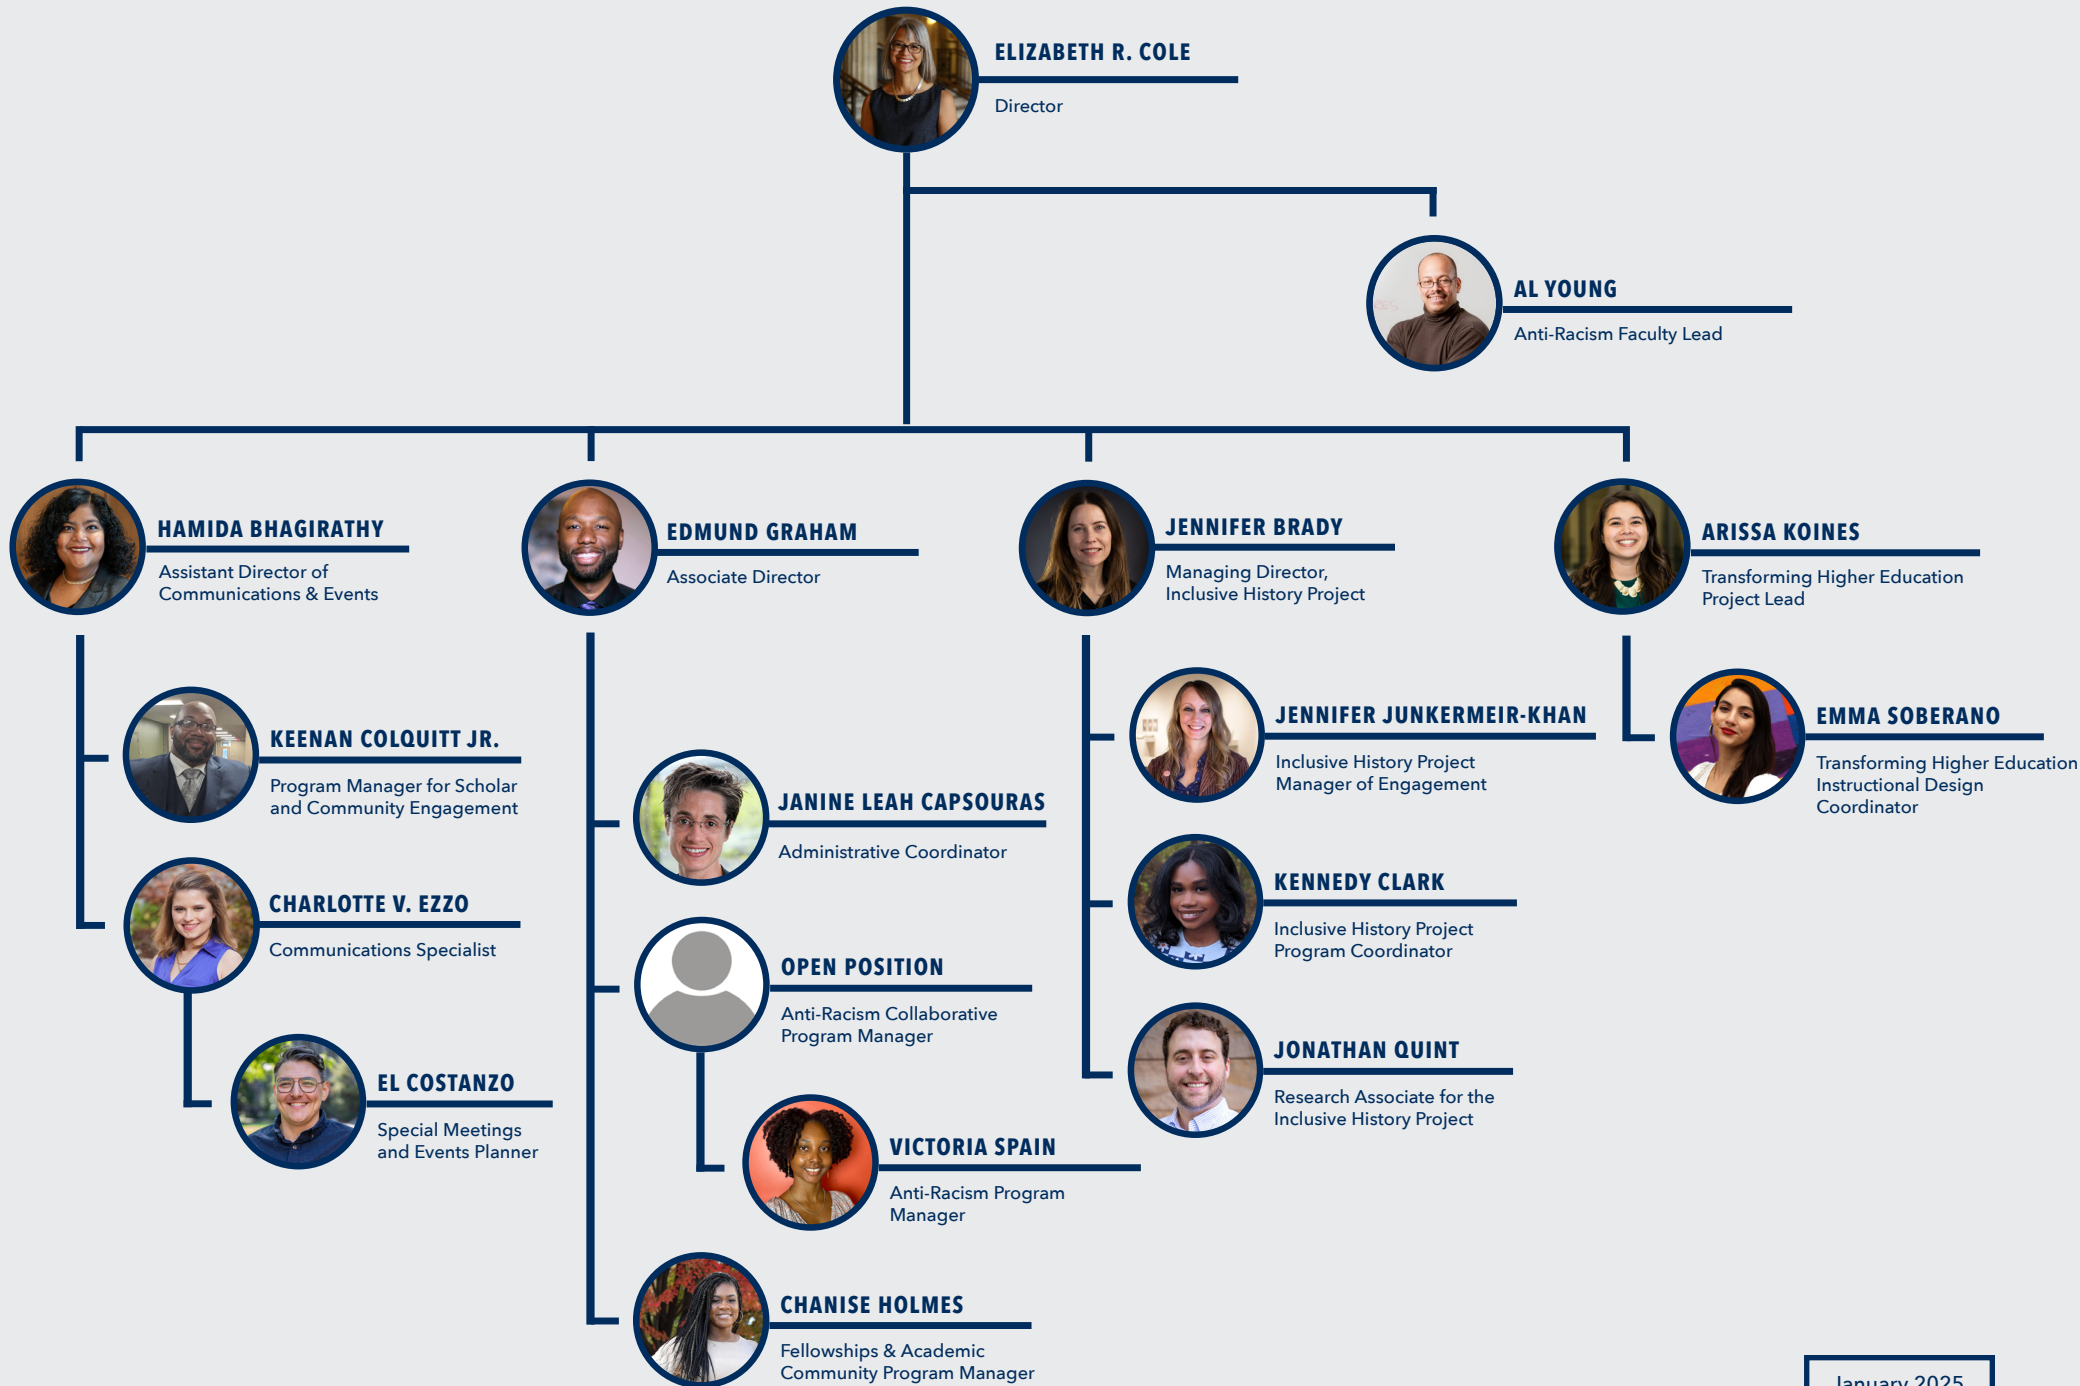 ELIZABETH R. COLE
Director
AL YOUNG
Anti-Racism Faculty Lead
HAMIDA BHAGIRATHY
Assistant Director of
Communications & Events
EDMUND GRAHAM
Associate Director
JENNIFER BRADY
Managing Director,
Inclusive History Project
ARISSA KOINES
Transforming Higher Education
Project Lead
KEENAN COLQUITT JR.
Program Manager for Scholar
and Community Engagement
CHARLOTTE V. EZZO
Communications Specialist
EL COSTANZO
Special Meetings
and Events Planner
JANINE LEAH CAPSOURAS
Administrative Coordinator
OPEN POSITION
Anti-Racism Collaborative
Program Manager
VICTORIA SPAIN
Anti-Racism Program
Manager
CHANISE HOLMES
Fellowships & Academic
Community Program Manager
JENNIFER JUNKERMEIR-KHAN
Inclusive History Project
Manager of Engagement
KENNEDY CLARK
Inclusive History Project
Program Coordinator
JONATHAN QUINT
Research Associate for the
Inclusive History Project
EMMA SOBERANO
Transforming Higher Education
Instructional Design
Coordinator
January 2025